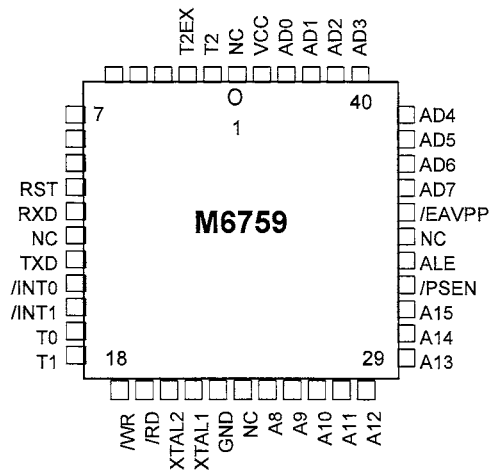 T2EX T2 NC VCC AD0 AD1 AD2 AD3
7 1 40
AD4
AD5
AD6
RST AD7
RXD /EAVPP
NC NC
TXD ALE
/INT0 /PSEN
/INT1 A15
T0 A14
T1 A13
M6759
18 29
/WR /RD XTAL2 XTAL1 GND NC A8 A9 A10 A11 A12